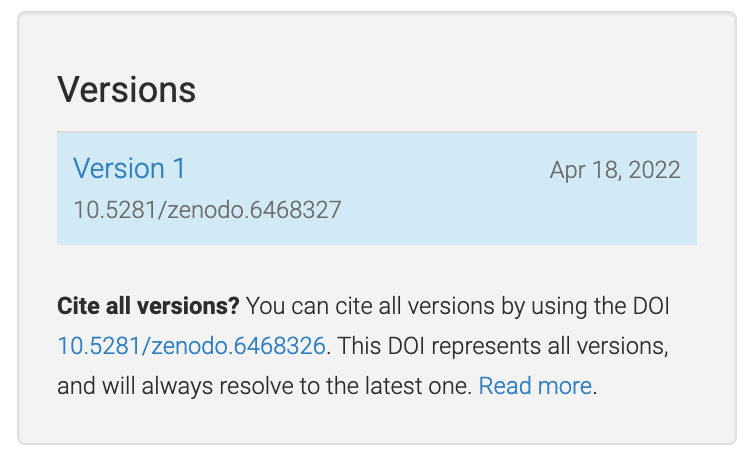 Versions
Version 1 Apr 18, 2022
10.5281/zenodo.6468327
Cite all versions? You can cite all versions by using the DOI
10.5281/zenodo.6468326. This DOI represents all versions,
and will always resolve to the latest one. Read more.